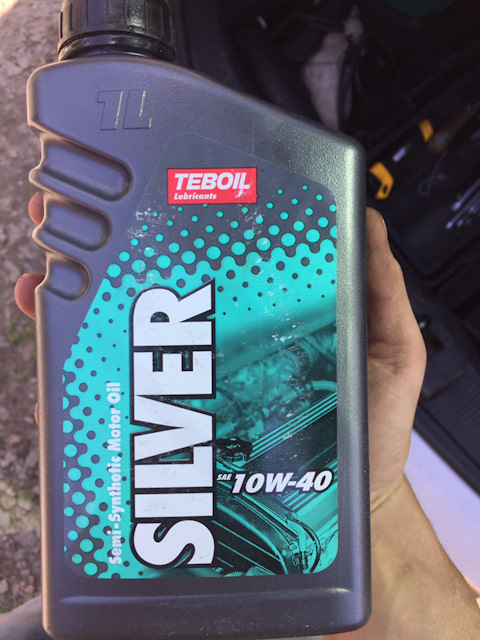 1L
TEBOIL
Lubricants
SILVER
Semi-Synthetic Motor Oil
SAE 10W-40